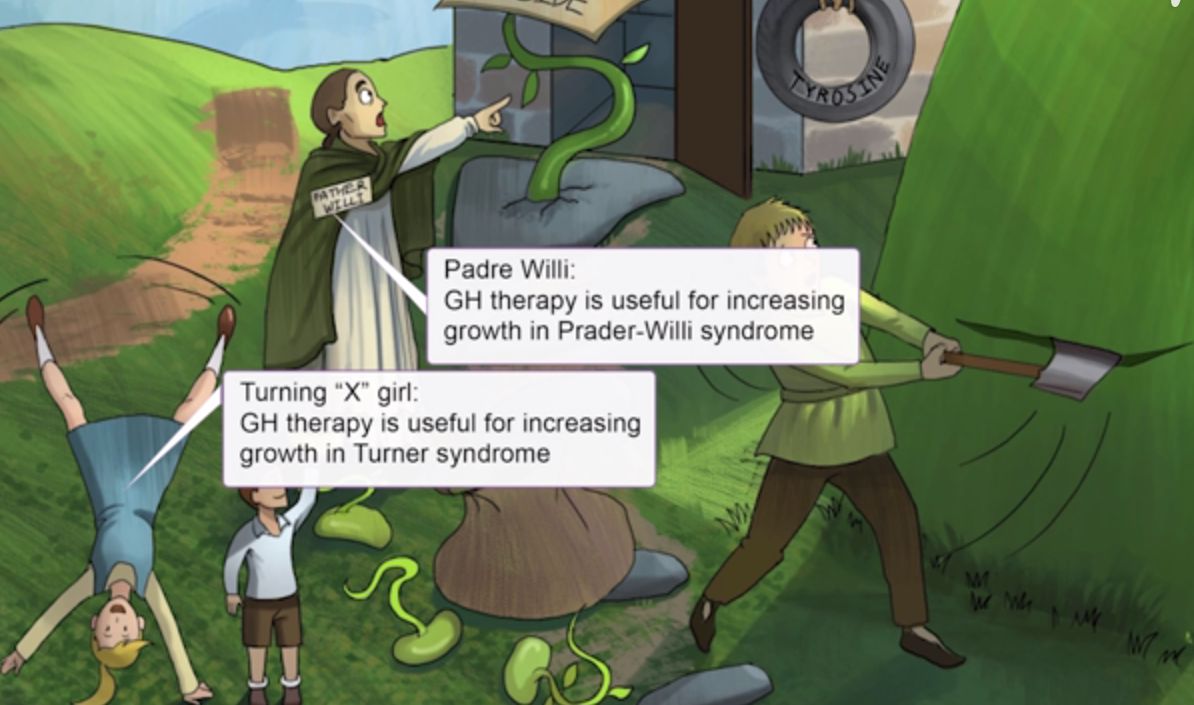 TYROSINE
FATHER
WILLI
Padre Willi:
GH therapy is useful for increasing
growth in Prader-Willi syndrome
Turning “X” girl:
GH therapy is useful for increasing
growth in Turner syndrome